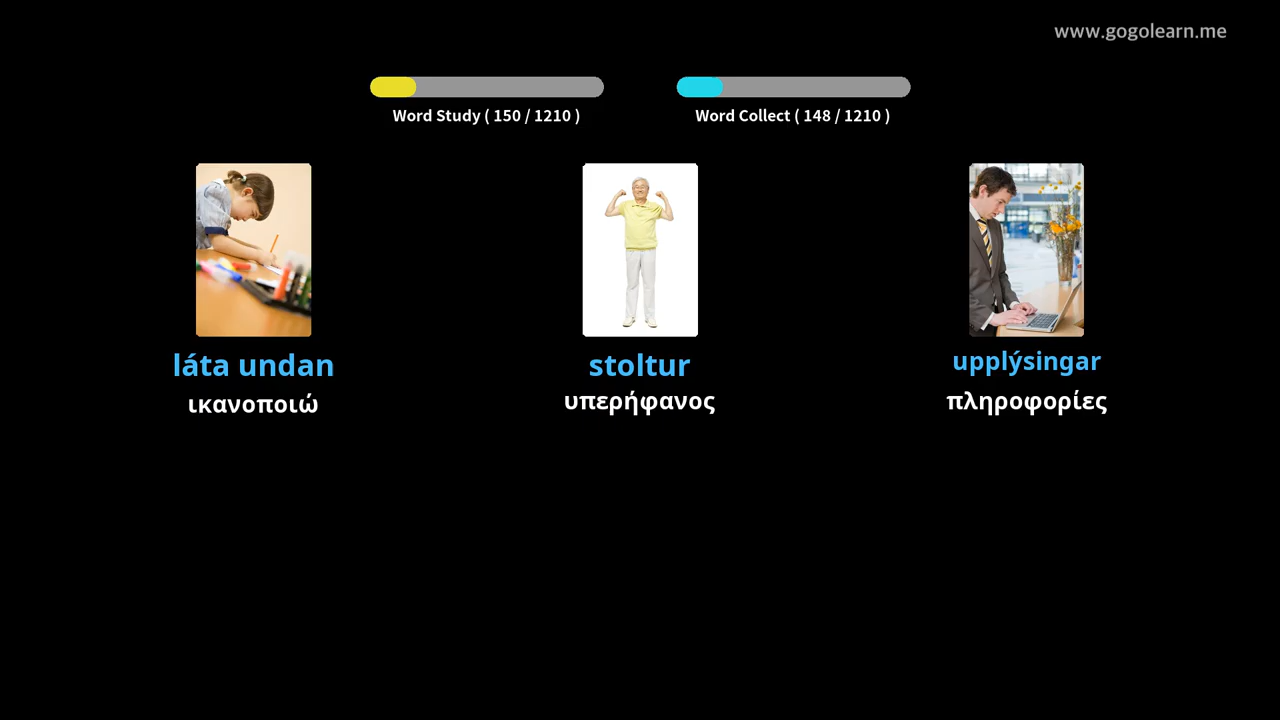 www.gogolearn.me
Word Study ( 150 / 1210 )
Word Collect ( 148 / 1210 )
láta undan
stoltur
upplýsingar
ικανοποιώ
υπερήφανος
πληροφορίες